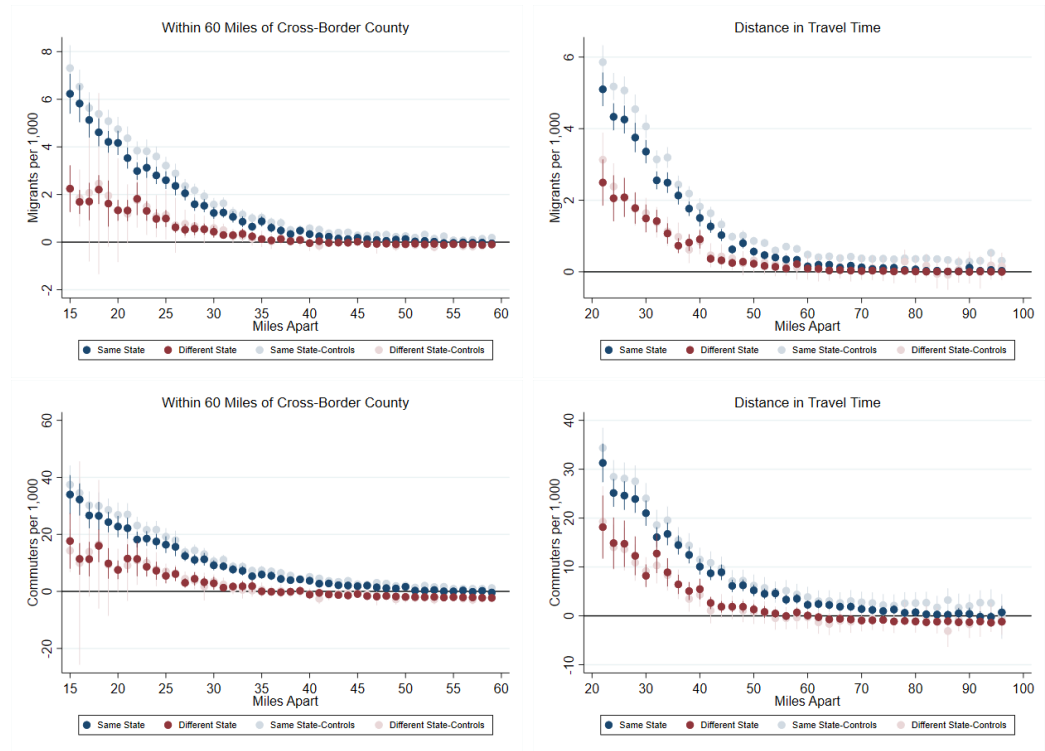 Within 60 Miles of Cross-Border County
Migrants per 1,000
8
6
4
2
0
-2
15 20 25 30 35 40 45 50 55 60
Miles Apart
Same State Different State Same State-Controls Different State-Controls
Distance in Travel Time
Migrants per 1,000
6
4
2
0
20 30 40 50 60 70 80 90 100
Miles Apart
Same State Different State Same State-Controls Different State-Controls
Within 60 Miles of Cross-Border County
Commuters per 1,000
60
40
20
0
-20
15 20 25 30 35 40 45 50 55 60
Miles Apart
Same State Different State Same State-Controls Different State-Controls
Distance in Travel Time
Commuters per 1,000
40
30
20
10
0
-10
20 30 40 50 60 70 80 90 100
Miles Apart
Same State Different State Same State-Controls Different State-Controls